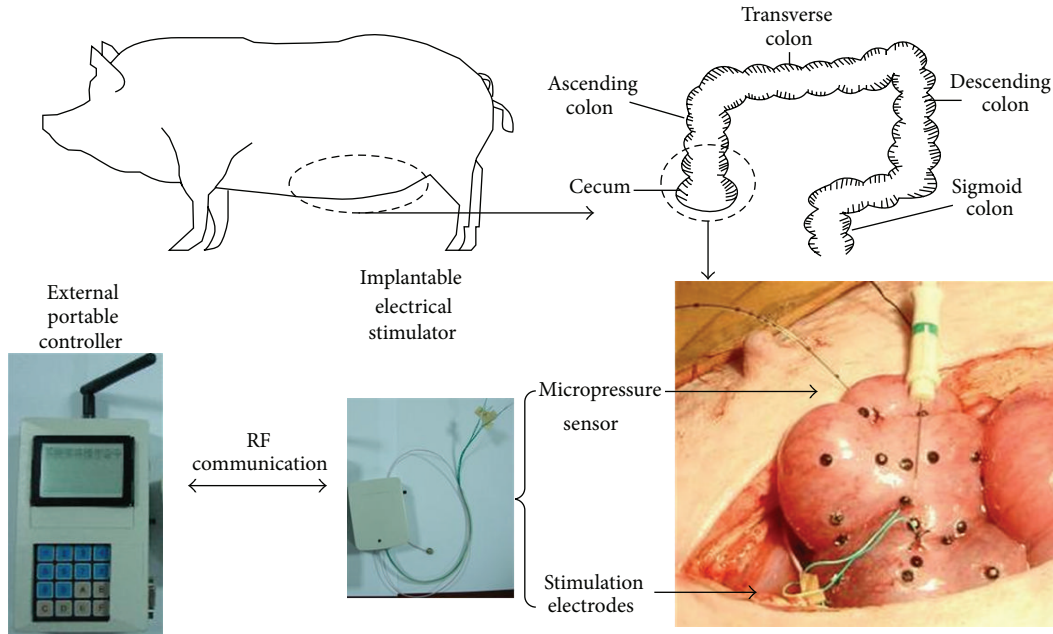 Transverse
colon
Ascending
colon
Descending
colon
Cecum
Sigmoid
colon
Implantable
electrical
stimulator
External
portable
controller
RF
communication
Micropressure
sensor
Stimulation
electrodes
A B
C D E F